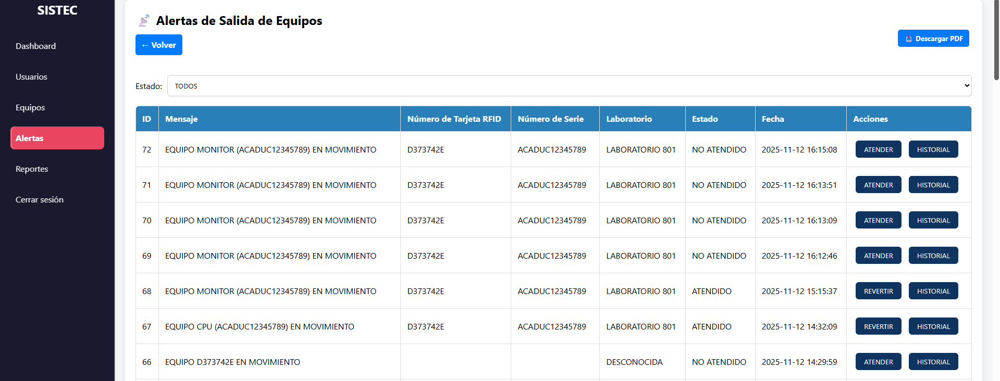 SISTEC
Dashboard
Usuarios
Equipos
Alertas
Reportes
Cerrar sesión
Alertas de Salida de Equipos
← Volver
Descargar PDF
Estado: TODOS
ID Mensaje Número de Tarjeta RFID Número de Serie Laboratorio Estado Fecha Acciones
72 EQUIPO MONITOR (ACADUC12345789) EN MOVIMIENTO D373742E ACADUC12345789 LABORATORIO 801 NO ATENDIDO 2025-11-12 16:15:08 ATENDER HISTORIAL
71 EQUIPO MONITOR (ACADUC12345789) EN MOVIMIENTO D373742E ACADUC12345789 LABORATORIO 801 NO ATENDIDO 2025-11-12 16:13:51 ATENDER HISTORIAL
70 EQUIPO MONITOR (ACADUC12345789) EN MOVIMIENTO D373742E ACADUC12345789 LABORATORIO 801 NO ATENDIDO 2025-11-12 16:13:09 ATENDER HISTORIAL
69 EQUIPO MONITOR (ACADUC12345789) EN MOVIMIENTO D373742E ACADUC12345789 LABORATORIO 801 NO ATENDIDO 2025-11-12 16:12:46 ATENDER HISTORIAL
68 EQUIPO MONITOR (ACADUC12345789) EN MOVIMIENTO D373742E ACADUC12345789 LABORATORIO 801 ATENDIDO 2025-11-12 15:15:37 REVERTIR HISTORIAL
67 EQUIPO CPU (ACADUC12345789) EN MOVIMIENTO D373742E ACADUC12345789 LABORATORIO 801 ATENDIDO 2025-11-12 14:32:09 REVERTIR HISTORIAL
66 EQUIPO D373742E EN MOVIMIENTO DESCONOCIDA NO ATENDIDO 2025-11-12 14:29:59 ATENDER HISTORIAL